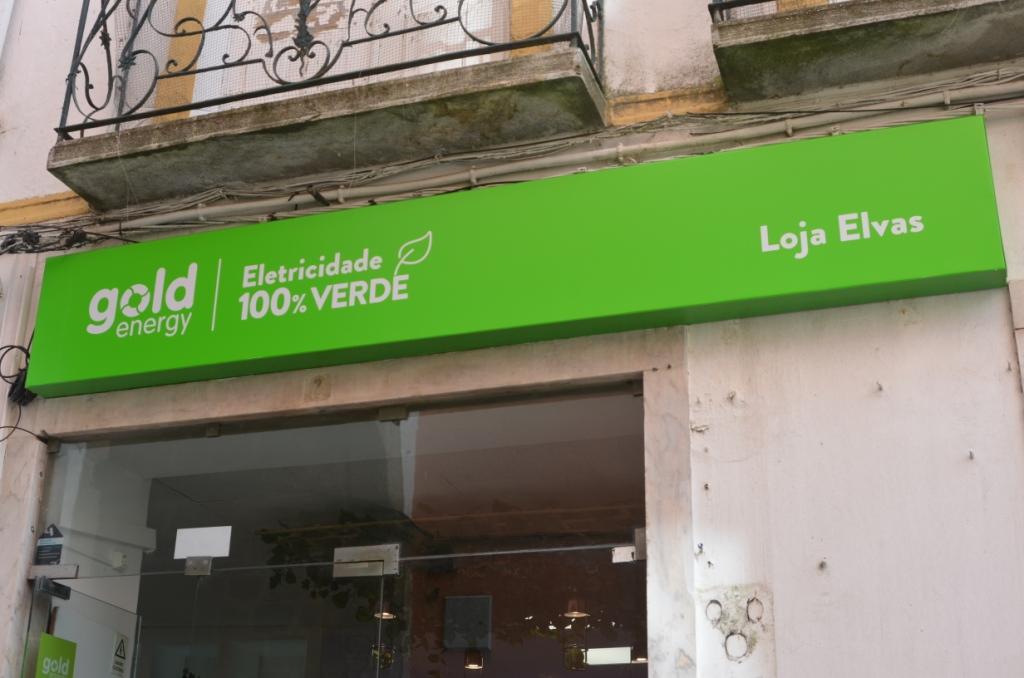 gold
energy
Eletricidade
100% VERDE
Loja Elvas
gold